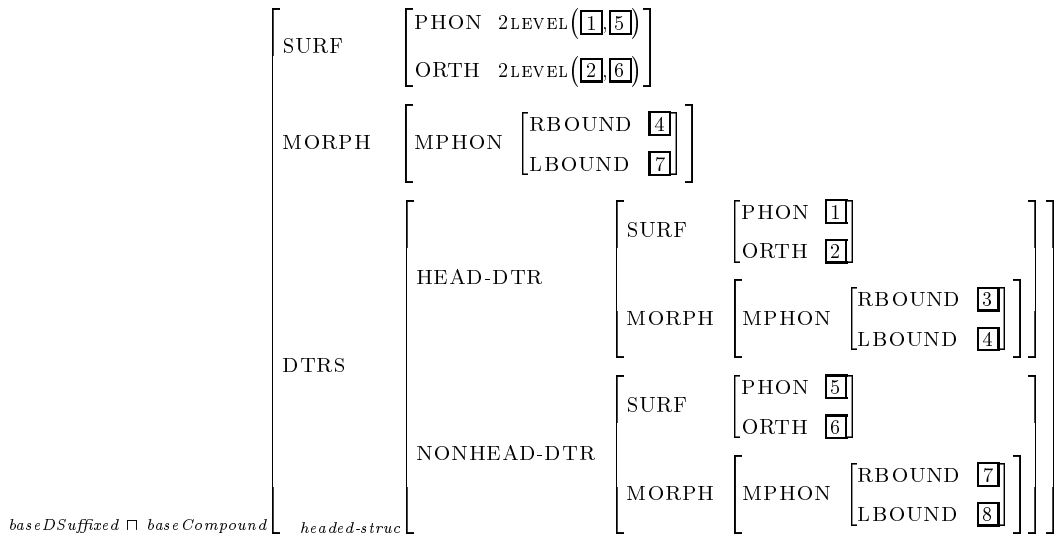 SURF PHON 2LEVEL(1,5)
ORTH 2LEVEL(2,6)
MORPH MPHON RBOUND 4
LBOUND 7
DTRS
HEAD-DTR
SURF PHON 1
ORTH 2
MORPH MPHON RBOUND 3
LBOUND 4
NONHEAD-DTR
SURF PHON 5
ORTH 6
MORPH MPHON RBOUND 7
LBOUND 8
baseDSuffixed ⊓ baseCompound headed-struc